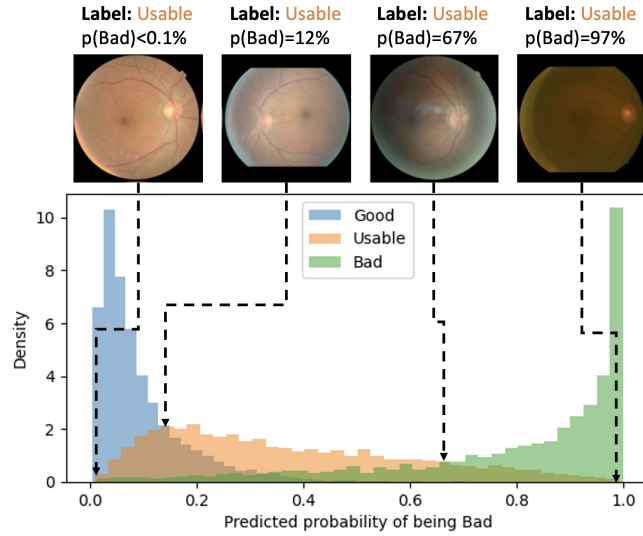 Label: Usable
p(Bad)<0.1%
Label: Usable
p(Bad)=12%
Label: Usable
p(Bad)=67%
Label: Usable
p(Bad)=97%
Good
Usable
Bad
Density
10
8
6
4
2
0
0.0 0.2 0.4 0.6 0.8 1.0
Predicted probability of being Bad